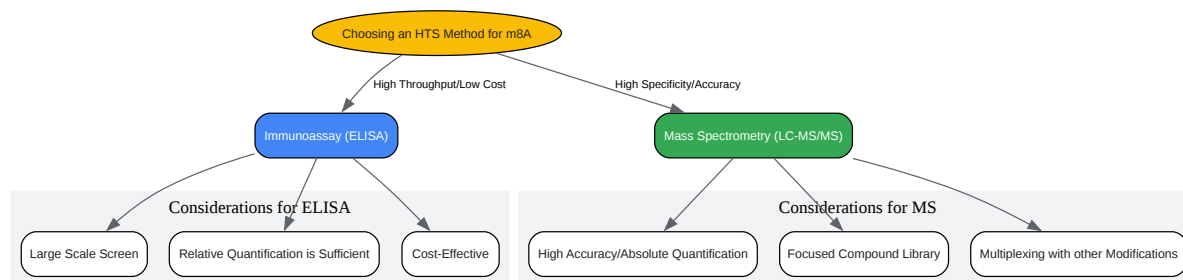 Choosing an HTS Method for m8A
High Throughput/Low Cost
High Specificity/Accuracy
Immunoassay (ELISA)
Mass Spectrometry (LC-MS/MS)
Considerations for ELISA
Considerations for MS
Large Scale Screen
Relative Quantification is Sufficient
Cost-Effective
High Accuracy/Absolute Quantification
Focused Compound Library
Multiplexing with other Modifications